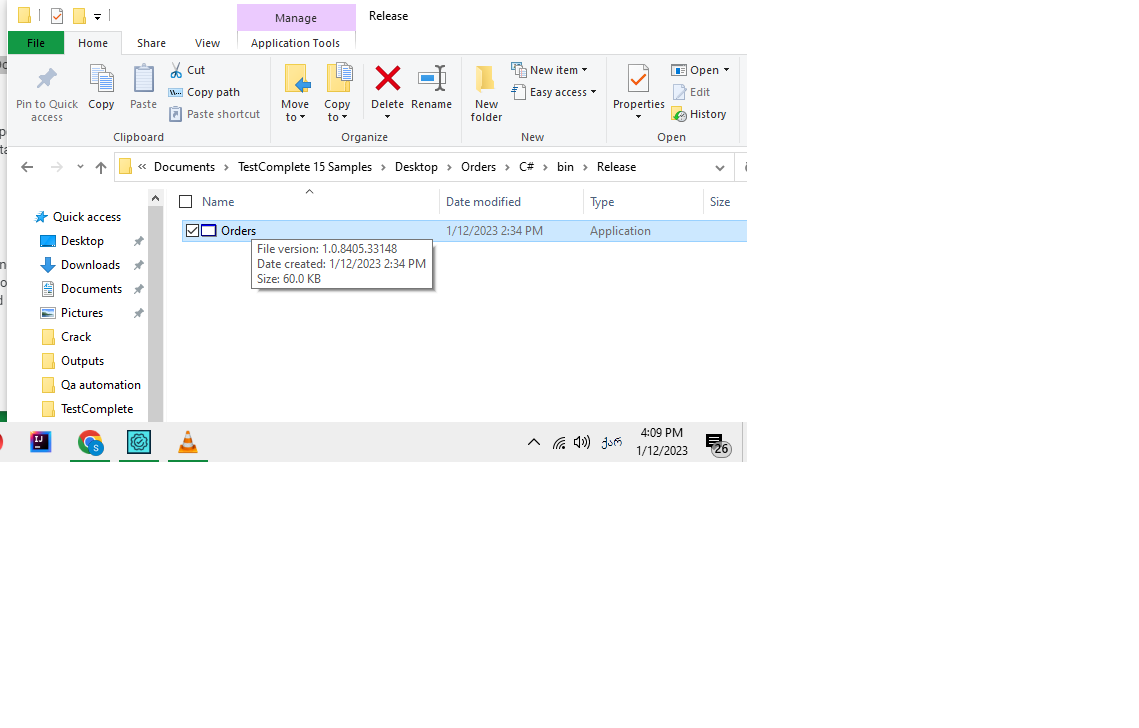 Manage
Release
File
Home
Share
View
Application Tools
Pin to Quick access
Copy
Paste
Cut
Copy path
Paste shortcut
Clipboard
Move to
Copy to
Delete
Rename
Organize
New folder
New item
Easy access
New
Properties
Open
Edit
History
Open
« Documents › TestComplete 15 Samples › Desktop › Orders › C# › bin › Release
Name
Date modified
Type
Size
Orders
1/12/2023 2:34 PM
Application
File version: 1.0.8405.33148
Date created: 1/12/2023 2:34 PM
Size: 60.0 KB
Quick access
Desktop
Downloads
Documents
Pictures
Crack
Outputs
Qa automation
TestComplete
IJ
S
ქარ
4:09 PM
1/12/2023
26